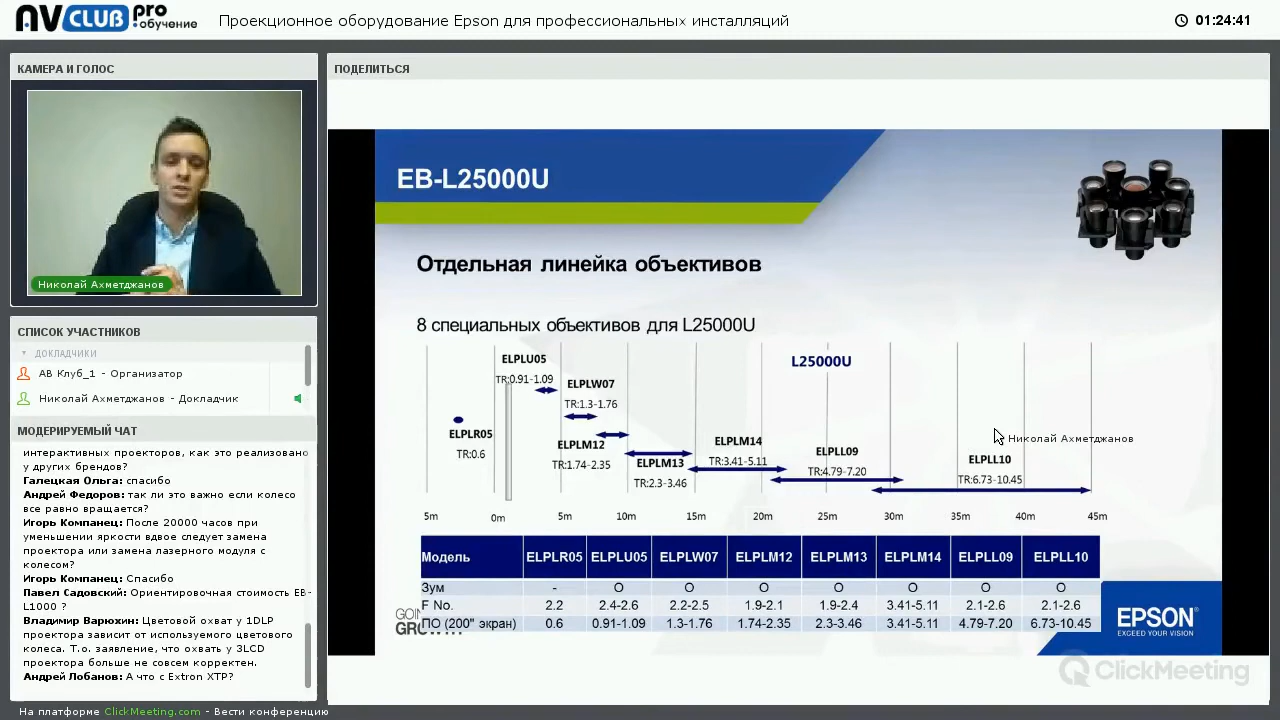 AV CLUB pro обучение
Проекционное оборудование Epson для профессиональных инсталляций
01:24:41
КАМЕРА И ГОЛОС
Николай Ахметджанов
СПИСОК УЧАСТНИКОВ
ДОКЛАДЧИКИ
АВ Клуб_1 - Организатор
Николай Ахметджанов - Докладчик
МОДЕРИРУЕМЫЙ ЧАТ
интерактивных проекторов, как это реализовано
у других брендов?
Галецкая Ольга: спасибо
Андрей Федоров: так ли это важно если колесо
все равно вращается?
Игорь Компанец: После 20000 часов при
уменьшении яркости вдвое следует замена
проектора или замена лазерного модуля с
колесом?
Игорь Компанец: Спасибо
Павел Садовский: Ориентировочная стоимость EB-
L1000 ?
Владимир Варюхин: Цветовой охват у 1DLP
проектора зависит от используемого цветового
колеса. Т.о. заявление, что охвать у 3LCD
проектора больше не совсем корректен.
Андрей Лобанов: А что с Extron XTP?
На платформе ClickMeeting.com - Вести конференцию
ПОДЕЛИТЬСЯ
EB-L25000U
Отдельная линейка объективов
8 специальных объективов для L25000U
L25000U
ELPLU05
TR:0.91-1.09
ELPLW07
TR:1.3-1.76
ELPLR05
TR:0.6
ELPLM12
TR:1.74-2.35
ELPLM13
TR:2.3-3.46
ELPLM14
TR:3.41-5.11
ELPLL09
TR:4.79-7.20
Николай Ахметджанов
ELPLL10
TR:6.73-10.45
5m 0m 5m 10m 15m 20m 25m 30m 35m 40m 45m
Модель ELPLR05 ELPLU05 ELPLW07 ELPLM12 ELPLM13 ELPLM14 ELPLL09 ELPLL10
Зум - O O O O O O O
F No. 2.2 2.4-2.6 2.2-2.5 1.9-2.1 1.9-2.4 3.41-5.11 2.1-2.6 2.1-2.6
ПО (200" экран) 0.6 0.91-1.09 1.3-1.76 1.74-2.35 2.3-3.46 3.41-5.11 4.79-7.20 6.73-10.45
EPSON
EXCEED YOUR VISION
ClickMeeting